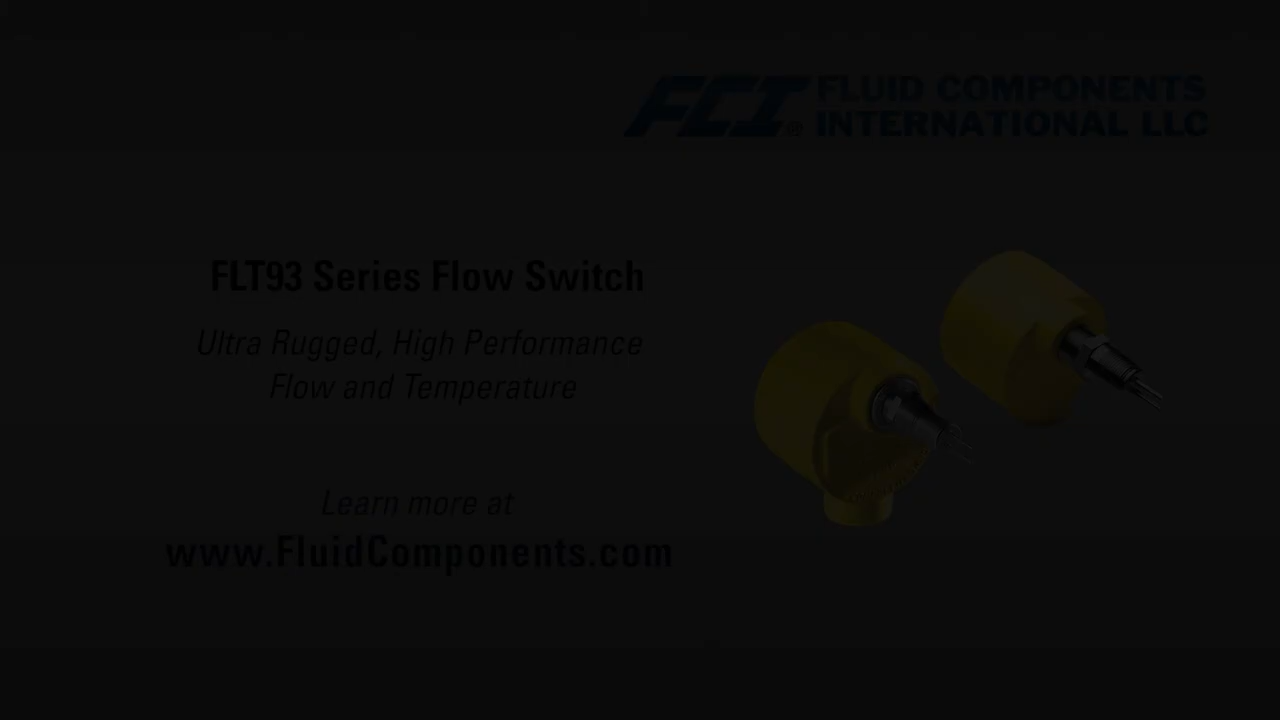 FCI® FLUID COMPONENTS
INTERNATIONAL LLC
FLT93 Series Flow Switch
Ultra Rugged, High Performance
Flow and Temperature
Learn more at
www.FluidComponents.com